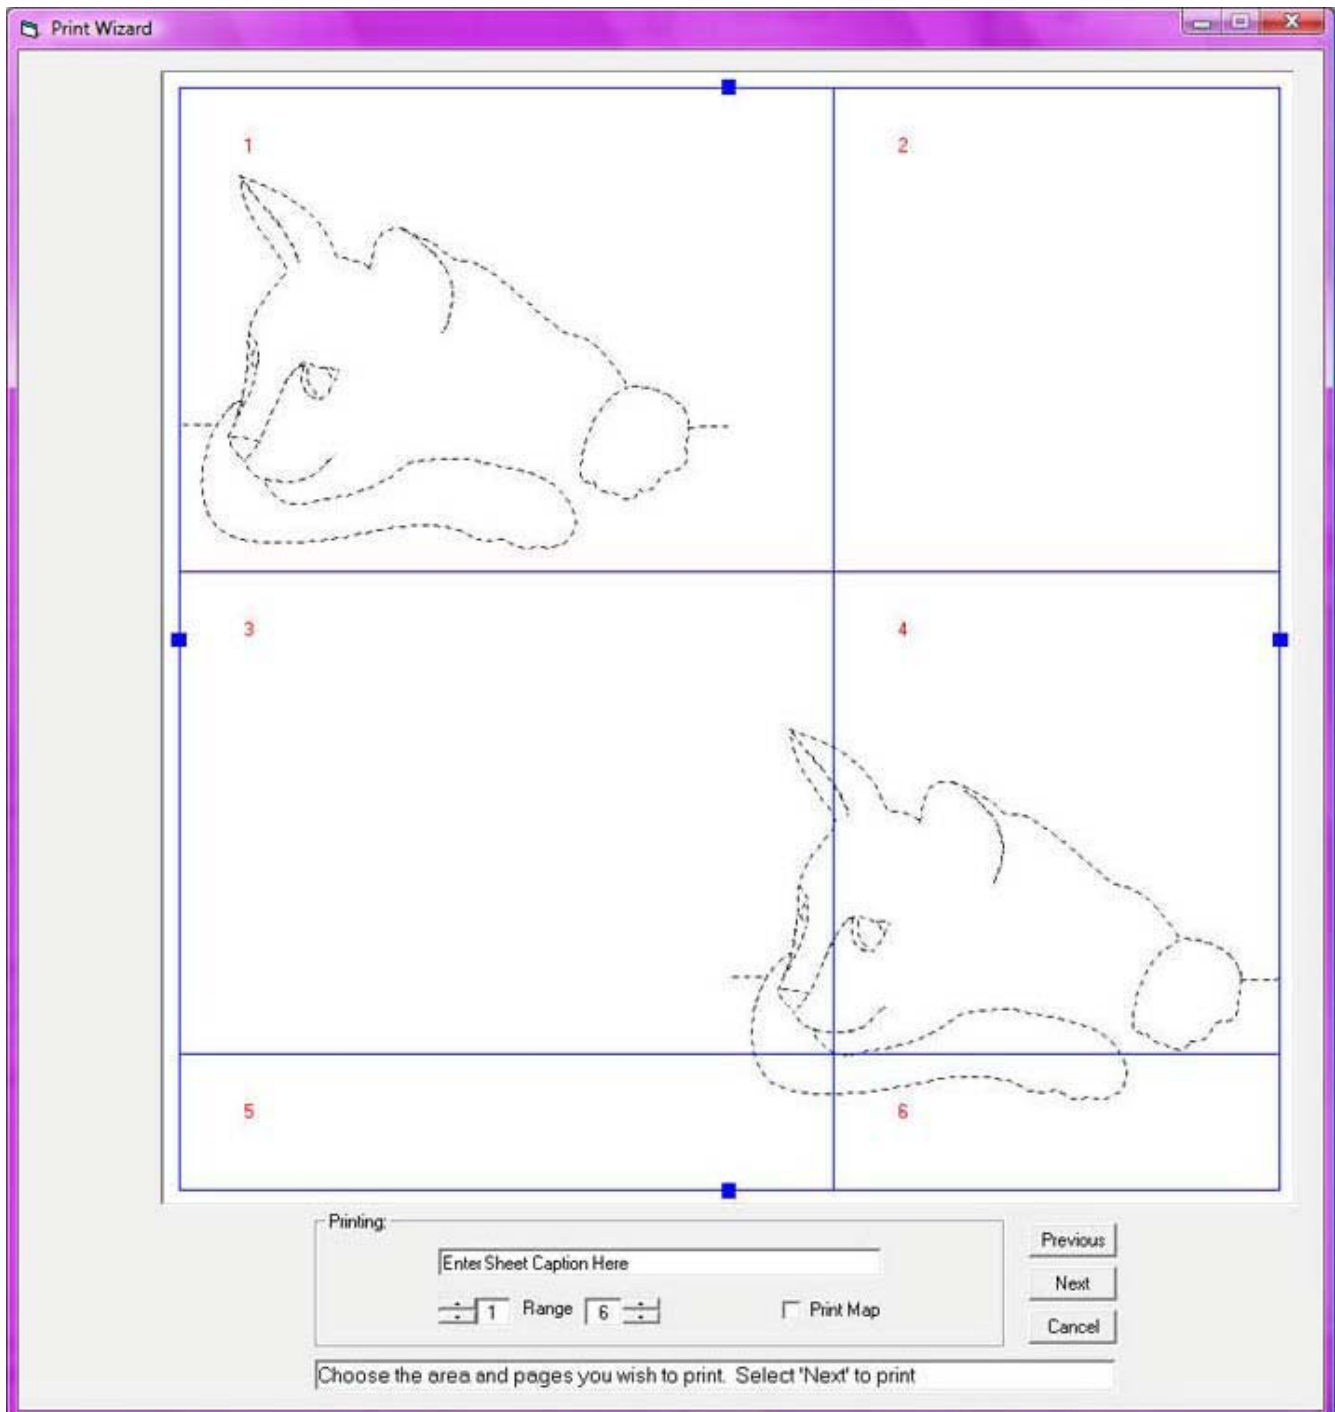 Print Wizard
1
2
3
4
5
6
Printing:
Enter Sheet Caption Here
1 Range 6
Print Map
Previous
Next
Cancel
Choose the area and pages you wish to print. Select 'Next' to print